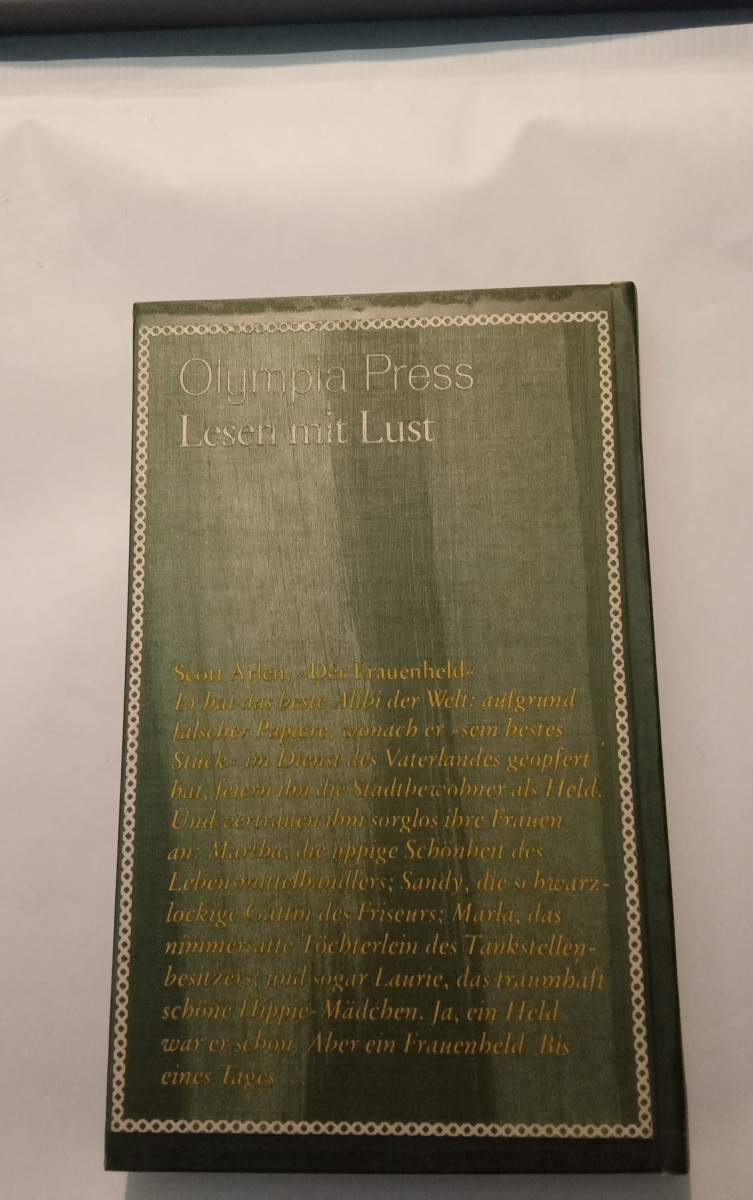 Olympia Press
Lesen mit Lust
Scott Arlen, »Der Frauenheld«
Er hat das beste Alibi der Welt: aufgrund
falscher Papiere, wonach er »sein bestes
Stück« im Dienst des Vaterlandes geopfert
hat, feiern ihn die Stadtbewohner als Held.
Und vertrauen ihm sorglos ihre Frauen
an: Martha, die üppige Schönheit des
Lebensmittelhändlers; Sandy, die schwarz-
lockige Gattin des Friseurs; Marla, das
nimmersatte Töchterlein des Tankstellen-
besitzers; und sogar Laurie, das traumhaft
schöne Hippie-Mädchen. Ja, ein Held
war er schon. Aber ein Frauenheld. Bis
eines Tages ...